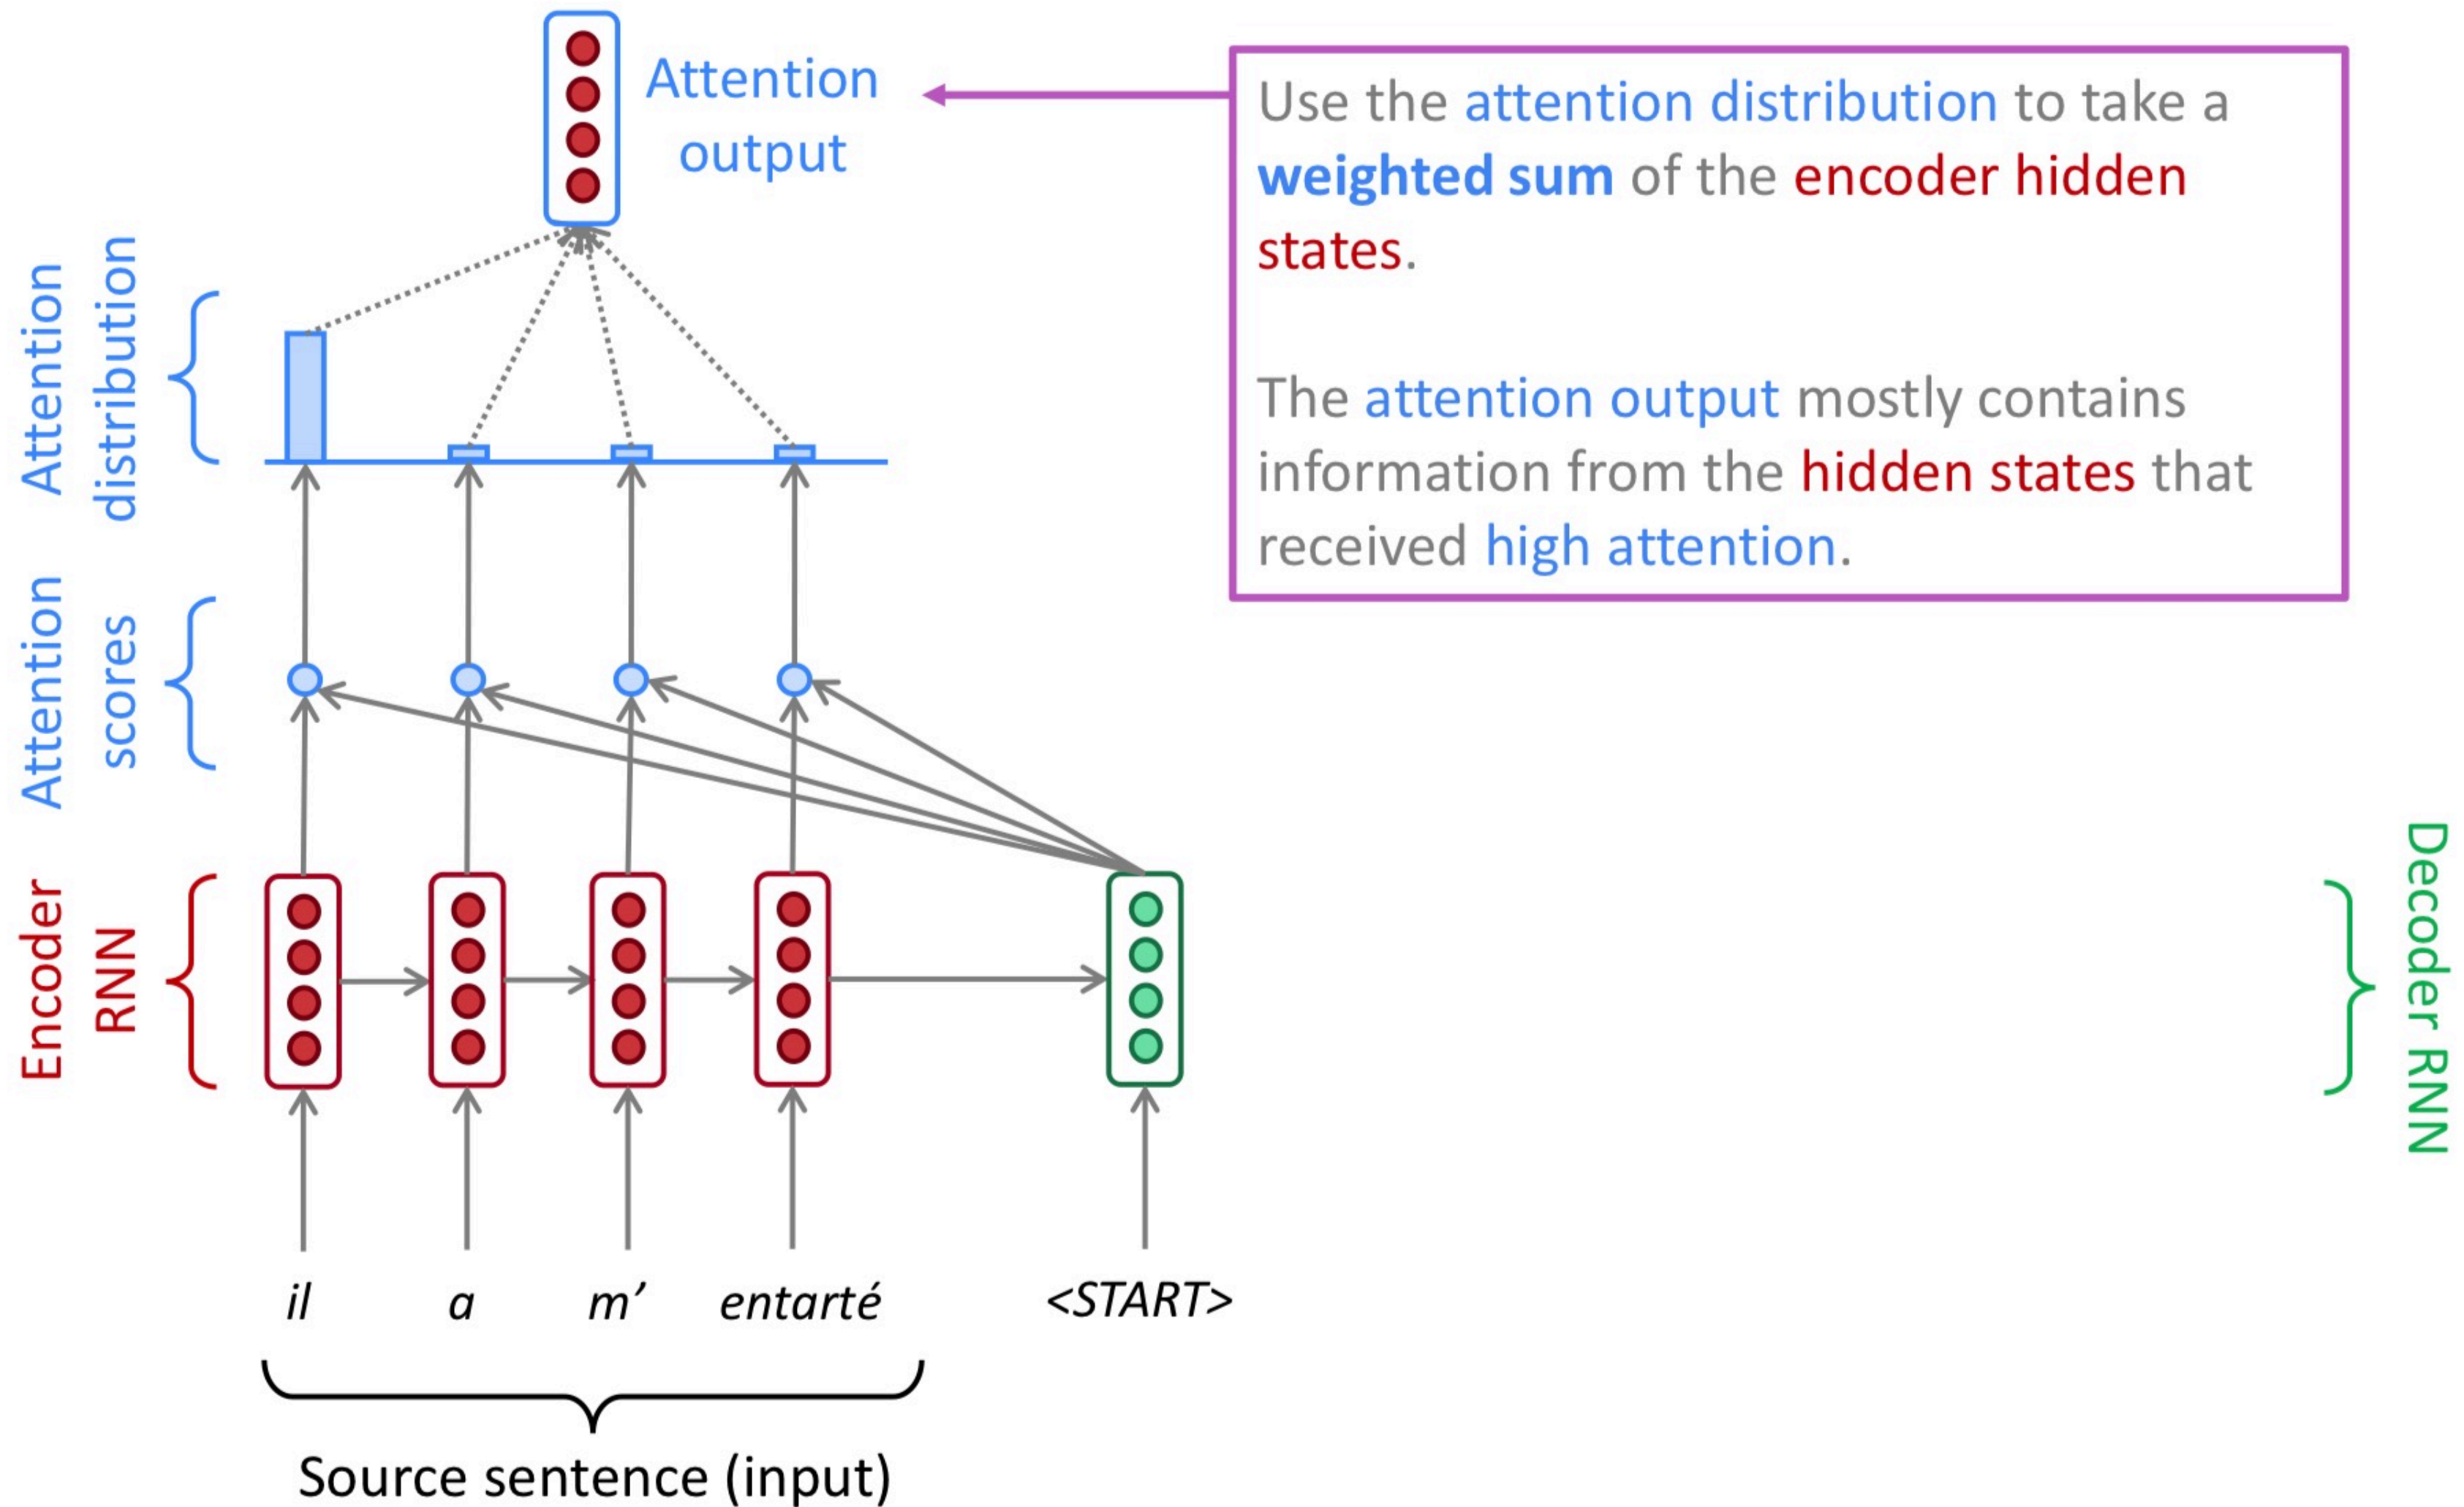 Attention
output
Use the attention distribution to take a
weighted sum of the encoder hidden
states.
The attention output mostly contains
information from the hidden states that
received high attention.
Attention
distribution
Attention
scores
Encoder
RNN
Decoder RNN
il a m’ entarté <START>
Source sentence (input)